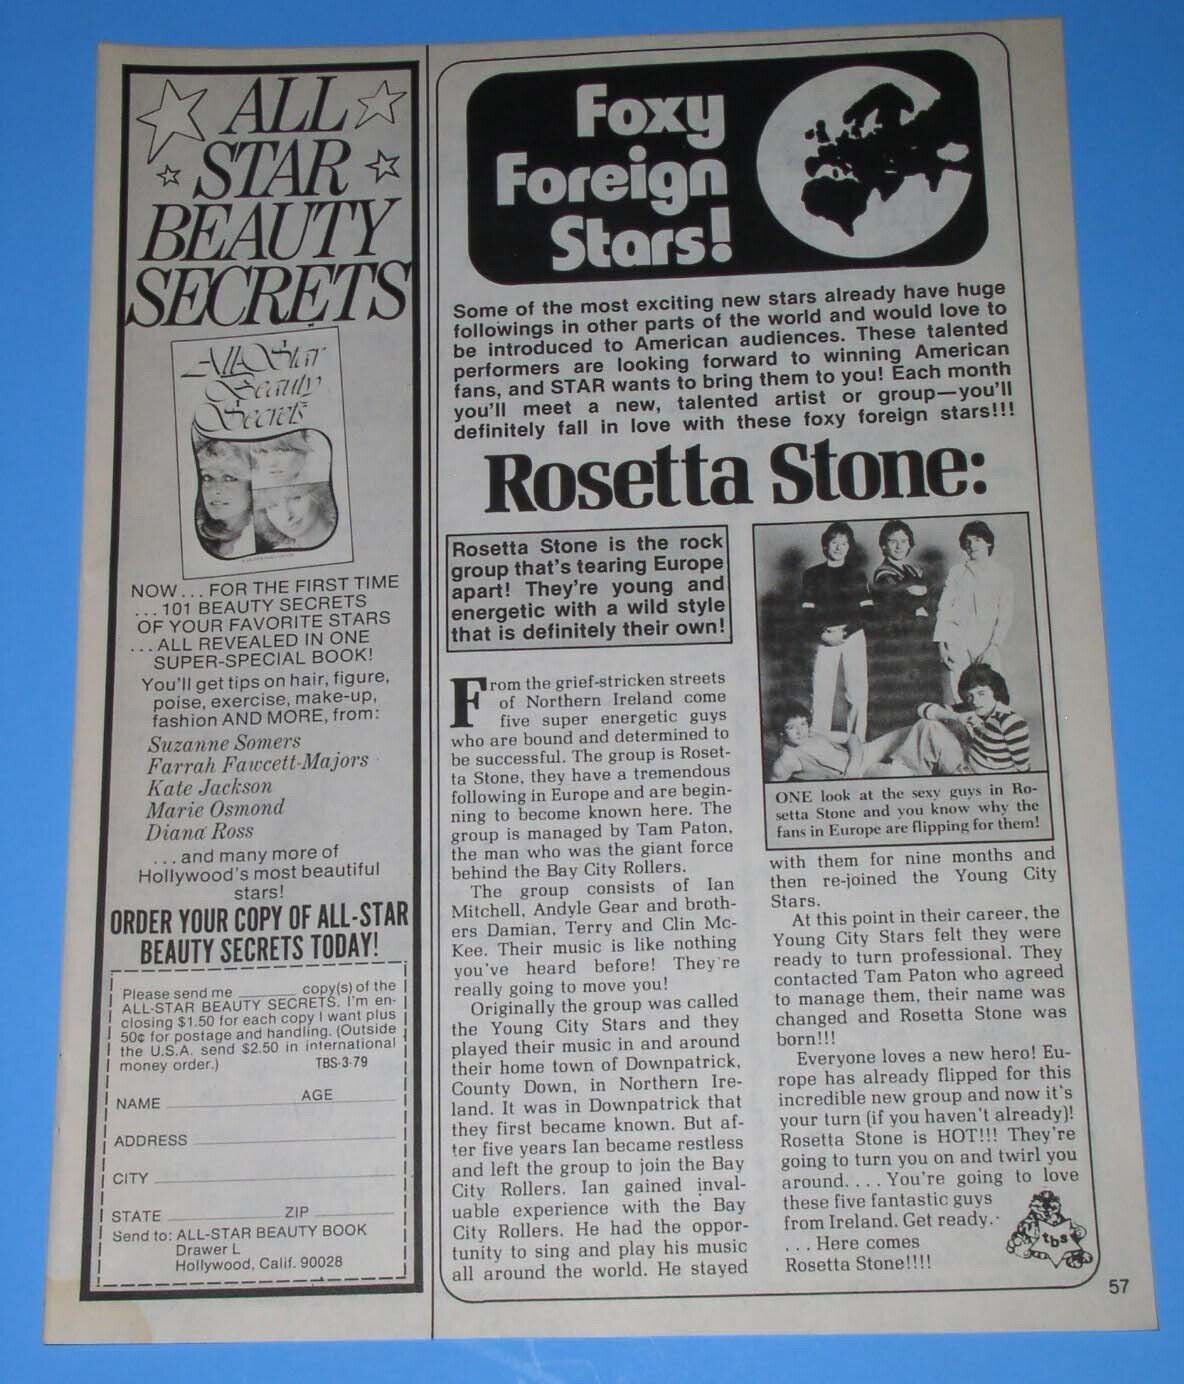 ALL
STAR
BEAUTY
SECRETS
All-Star
Beauty
Secrets
NOW... FOR THE FIRST TIME
...101 BEAUTY SECRETS
OF YOUR FAVORITE STARS
...ALL REVEALED IN ONE
SUPER-SPECIAL BOOK!
You'll get tips on hair, figure,
poise, exercise, make-up,
fashion AND MORE, from:
Suzanne Somers
Farrah Fawcett-Majors
Kate Jackson
Marie Osmond
Diana Ross
...and many more of
Hollywood's most beautiful
stars!
ORDER YOUR COPY OF ALL-STAR
BEAUTY SECRETS TODAY!
Please send me ______ copy(s) of the
ALL-STAR BEAUTY SECRETS. I'm en-
closing $1.50 for each copy I want plus
50¢ for postage and handling. (Outside
the U.S.A. send $2.50 in international
money order.) TBS-3-79
NAME ______ AGE ______
ADDRESS ______
CITY ______
STATE ______ ZIP ______
Send to: ALL-STAR BEAUTY BOOK
Drawer L
Hollywood, Calif. 90028
Foxy
Foreign
Stars!
Some of the most exciting new stars already have huge
followings in other parts of the world and would love to
be introduced to American audiences. These talented
performers are looking forward to winning American
fans, and STAR wants to bring them to you! Each month
you'll meet a new, talented artist or group—you'll
definitely fall in love with these foxy foreign stars!!!
Rosetta Stone:
Rosetta Stone is the rock
group that's tearing Europe
apart! They're young and
energetic with a wild style
that is definitely their own!
From the grief-stricken streets
of Northern Ireland come
five super energetic guys
who are bound and determined to
be successful. The group is Roset-
ta Stone, they have a tremendous
following in Europe and are begin-
ning to become known here. The
group is managed by Tam Paton,
the man who was the giant force
behind the Bay City Rollers.
The group consists of Ian
Mitchell, Andyle Gear and broth-
ers Damian, Terry and Clin Mc-
Kee. Their music is like nothing
you've heard before! They're
really going to move you!
Originally the group was called
the Young City Stars and they
played their music in and around
their home town of Downpatrick,
County Down, in Northern Ire-
land. It was in Downpatrick that
they first became known. But af-
ter five years Ian became restless
and left the group to join the Bay
City Rollers. Ian gained inval-
uable experience with the Bay
City Rollers. He had the oppor-
tunity to sing and play his music
all around the world. He stayed
ONE look at the sexy guys in Ro-
setta Stone and you know why the
fans in Europe are flipping for them!
with them for nine months and
then re-joined the Young City
Stars.
At this point in their career, the
Young City Stars felt they were
ready to turn professional. They
contacted Tam Paton who agreed
to manage them, their name was
changed and Rosetta Stone was
born!!!
Everyone loves a new hero! Eu-
rope has already flipped for this
incredible new group and now it's
your turn (if you haven't already)!
Rosetta Stone is HOT!!! They're
going to turn you on and twirl you
around.... You're going to love
these five fantastic guys
from Ireland. Get ready..
... Here comes
Rosetta Stone!!!!
tbs
57